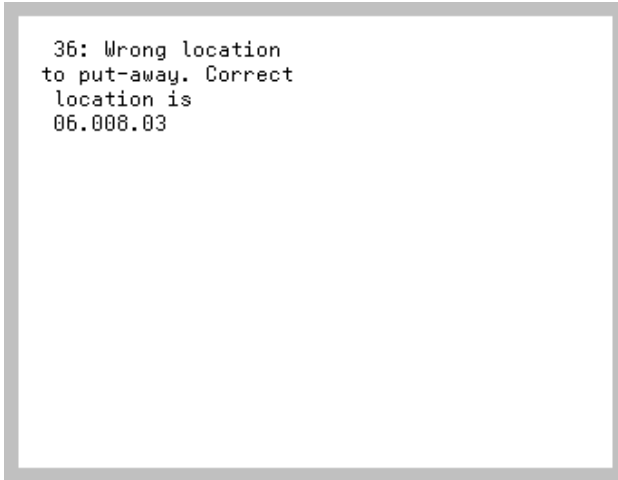 36: Wrong location
to put-away. Correct
location is
06.008.03